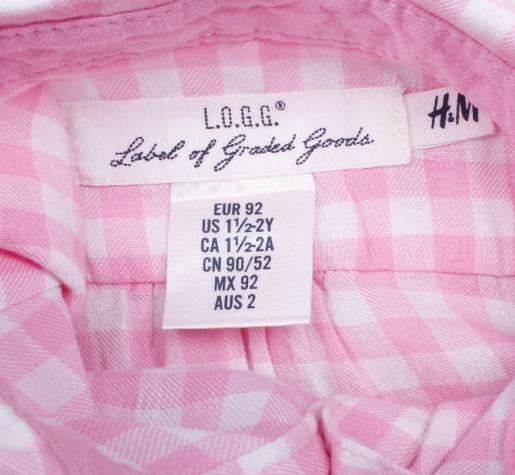 L.O.G.G.®
Label of Graded Goods
H&M
EUR 92
US 1½-2Y
CA 1½-2A
CN 90/52
MX 92
AUS 2